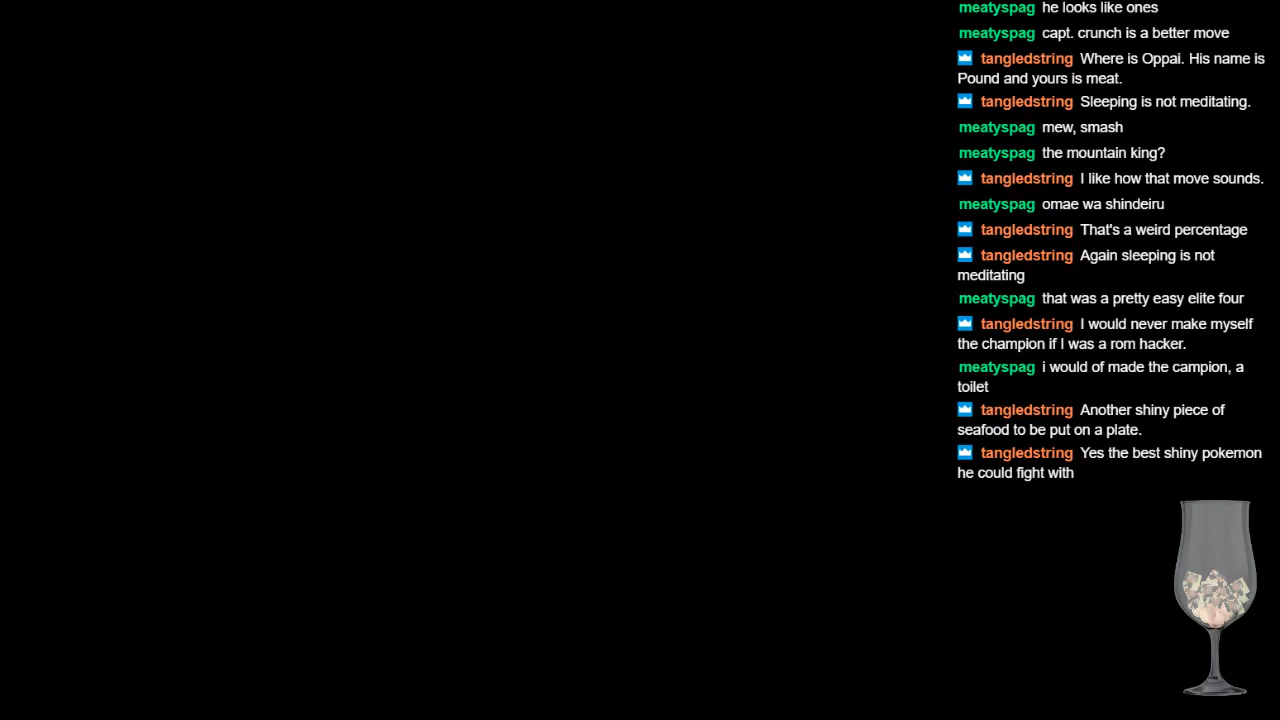 meatyspag he looks like ones
meatyspag capt. crunch is a better move
tangledstring Where is Oppai. His name is
Pound and yours is meat.
tangledstring Sleeping is not meditating.
meatyspag mew, smash
meatyspag the mountain king?
tangledstring I like how that move sounds.
meatyspag omae wa shindeiru
tangledstring That's a weird percentage
tangledstring Again sleeping is not
meditating
meatyspag that was a pretty easy elite four
tangledstring I would never make myself
the champion if I was a rom hacker.
meatyspag i would of made the campion, a
toilet
tangledstring Another shiny piece of
seafood to be put on a plate.
tangledstring Yes the best shiny pokemon
he could fight with